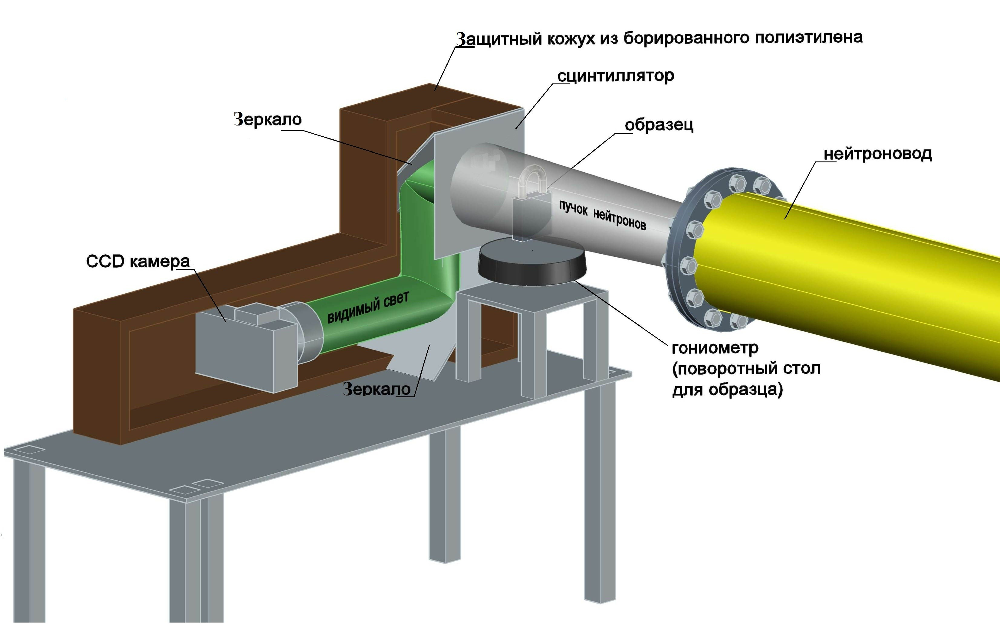 Защитный кожух из борированного полиэтилена
сцинтиллятор
Зеркало
образец
нейтроновод
пучок нейтронов
CCD камера
видимый свет
гониометр
(поворотный стол
для образца)
Зеркало